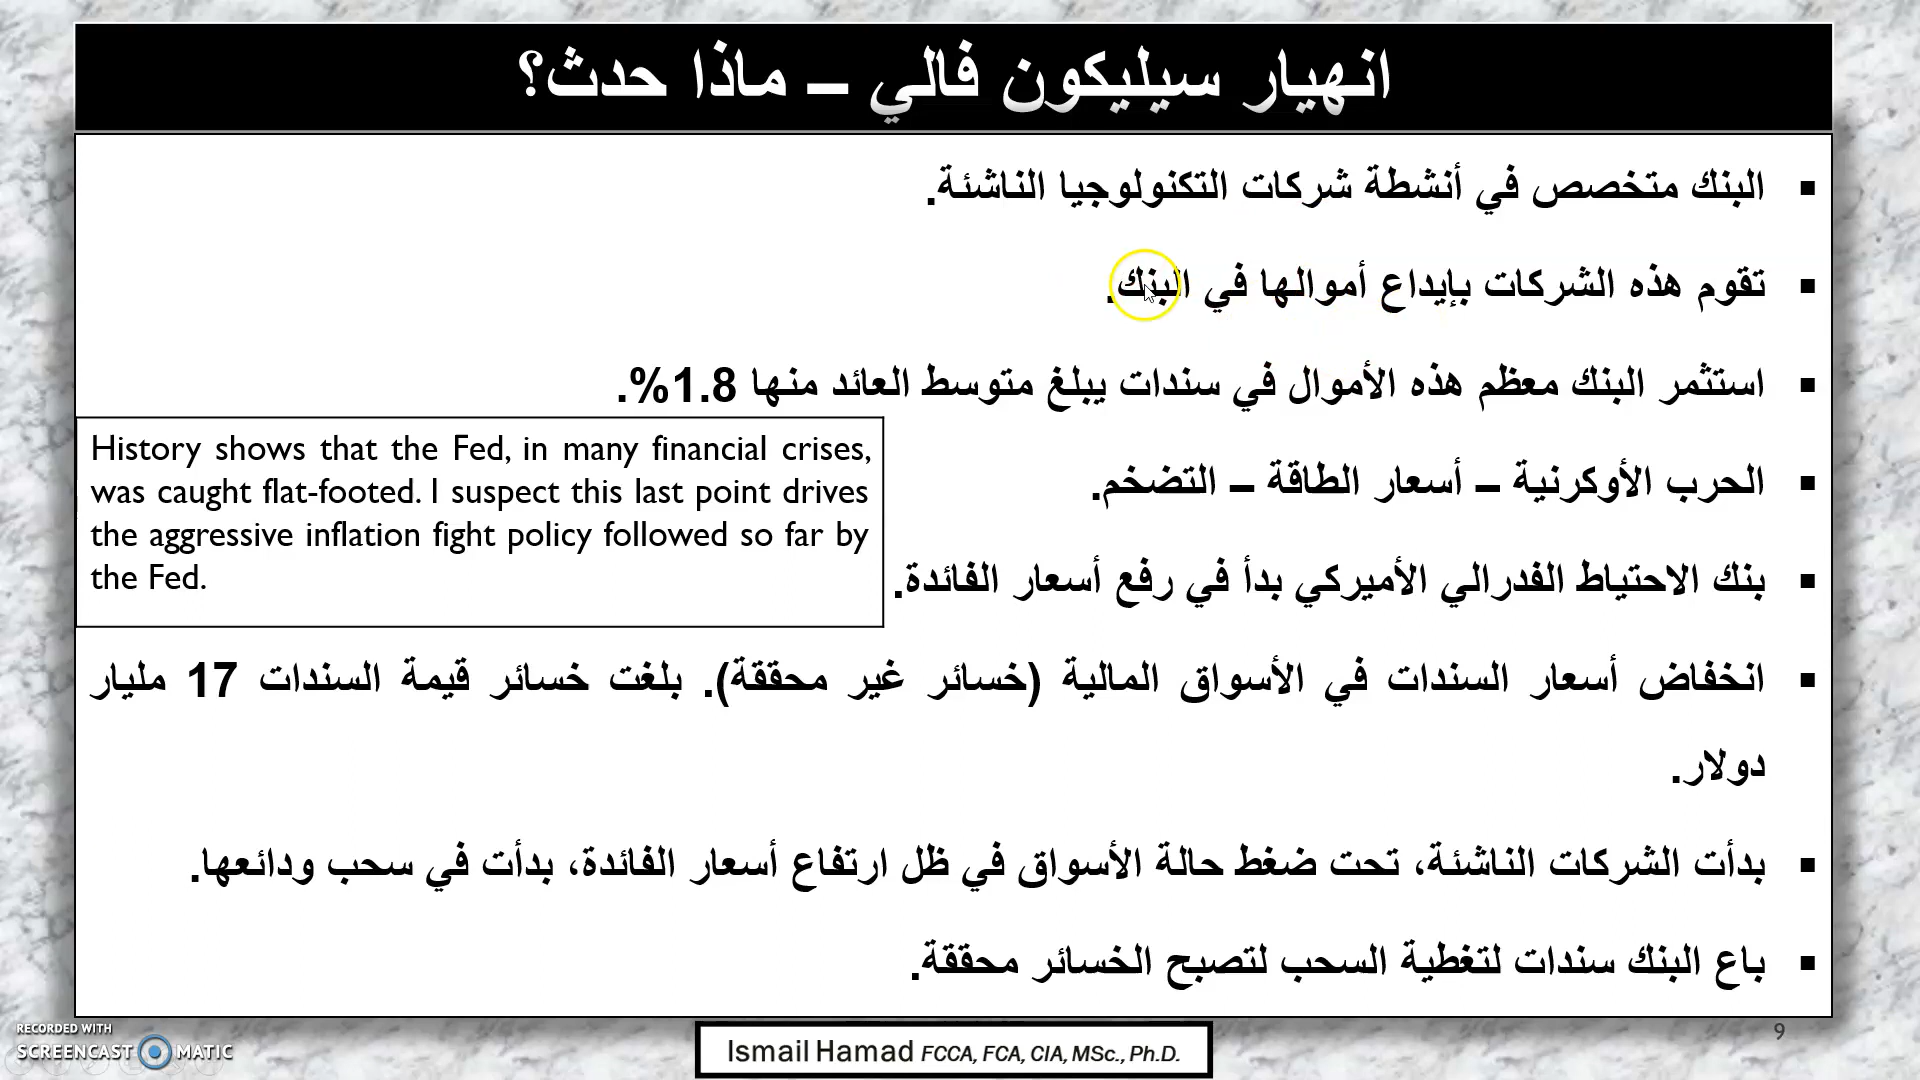 انهيار سيليكون فالي – ماذا حدث؟
▪ البنك متخصص في أنشطة شركات التكنولوجيا الناشئة.
▪ تقوم هذه الشركات بإيداع أموالها في البنك.
▪ استثمر البنك معظم هذه الأموال في سندات يبلغ متوسط العائد منها 1.8%.
▪ الحرب الأوكرنية – أسعار الطاقة – التضخم.
▪ بنك الاحتياط الفدرالي الأميركي بدأ في رفع أسعار الفائدة.
History shows that the Fed, in many financial crises,
was caught flat-footed. I suspect this last point drives
the aggressive inflation fight policy followed so far by
the Fed.
▪ انخفاض أسعار السندات في الأسواق المالية (خسائر غير محققة). بلغت خسائر قيمة السندات 17 مليار
دولار.
▪ بدأت الشركات الناشئة، تحت ضغط حالة الأسواق في ظل ارتفاع أسعار الفائدة، بدأت في سحب ودائعها.
▪ باع البنك سندات لتغطية السحب لتصبح الخسائر محققة.
9
RECORDED WITH
SCREENCAST MATIC
Ismail Hamad FCCA, FCA, CIA, MSc., Ph.D.